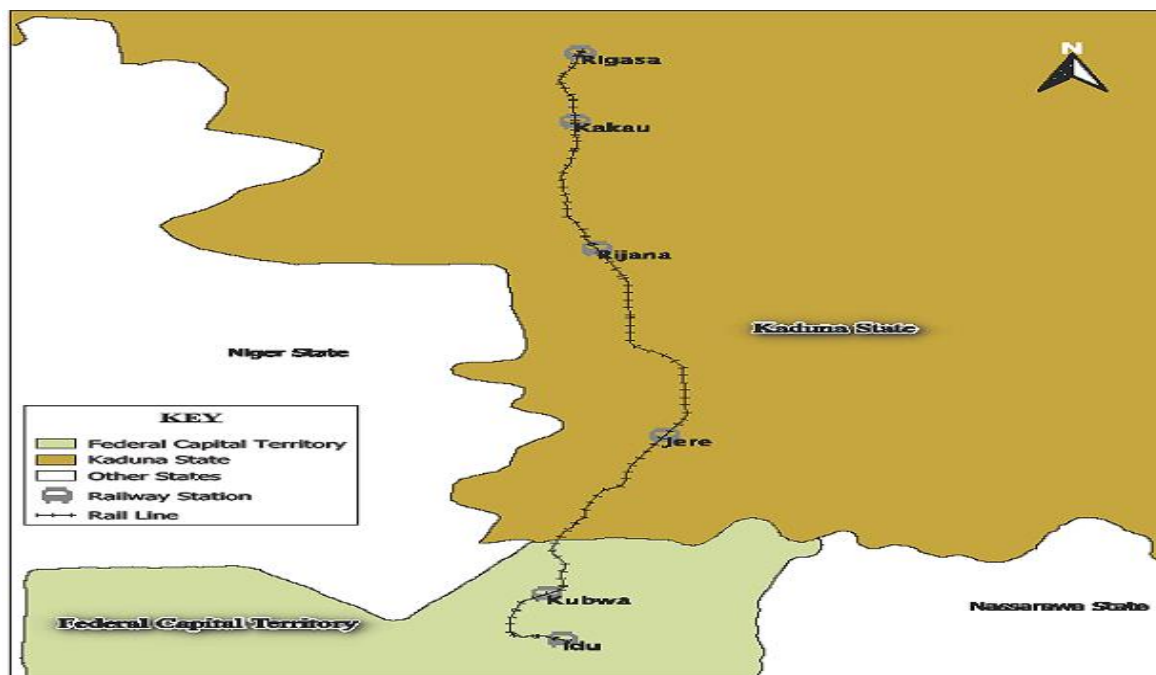 N
Rigasa
Kakau
Rijana
Kaduna State
Niger State
KEY
Federal Capital Territory
Kaduna State
Other States
Railway Station
Rail Line
Jere
Kubwa
Nassarawa State
Federal Capital Territory
Idu